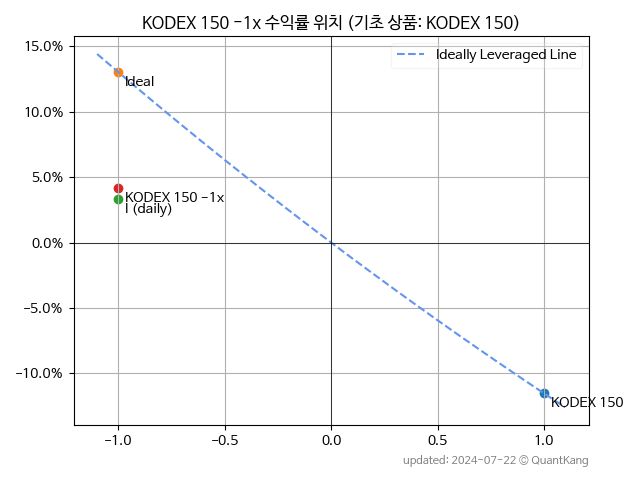 KODEX 150 -1x 수익률 위치 (기초 상품: KODEX 150)
Ideally Leveraged Line
15.0%
10.0%
5.0%
0.0%
−5.0%
−10.0%
Ideal
KODEX 150 -1x
I (daily)
KODEX 150
−1.0
−0.5
0.0
0.5
1.0
updated: 2024-07-22 © QuantKang